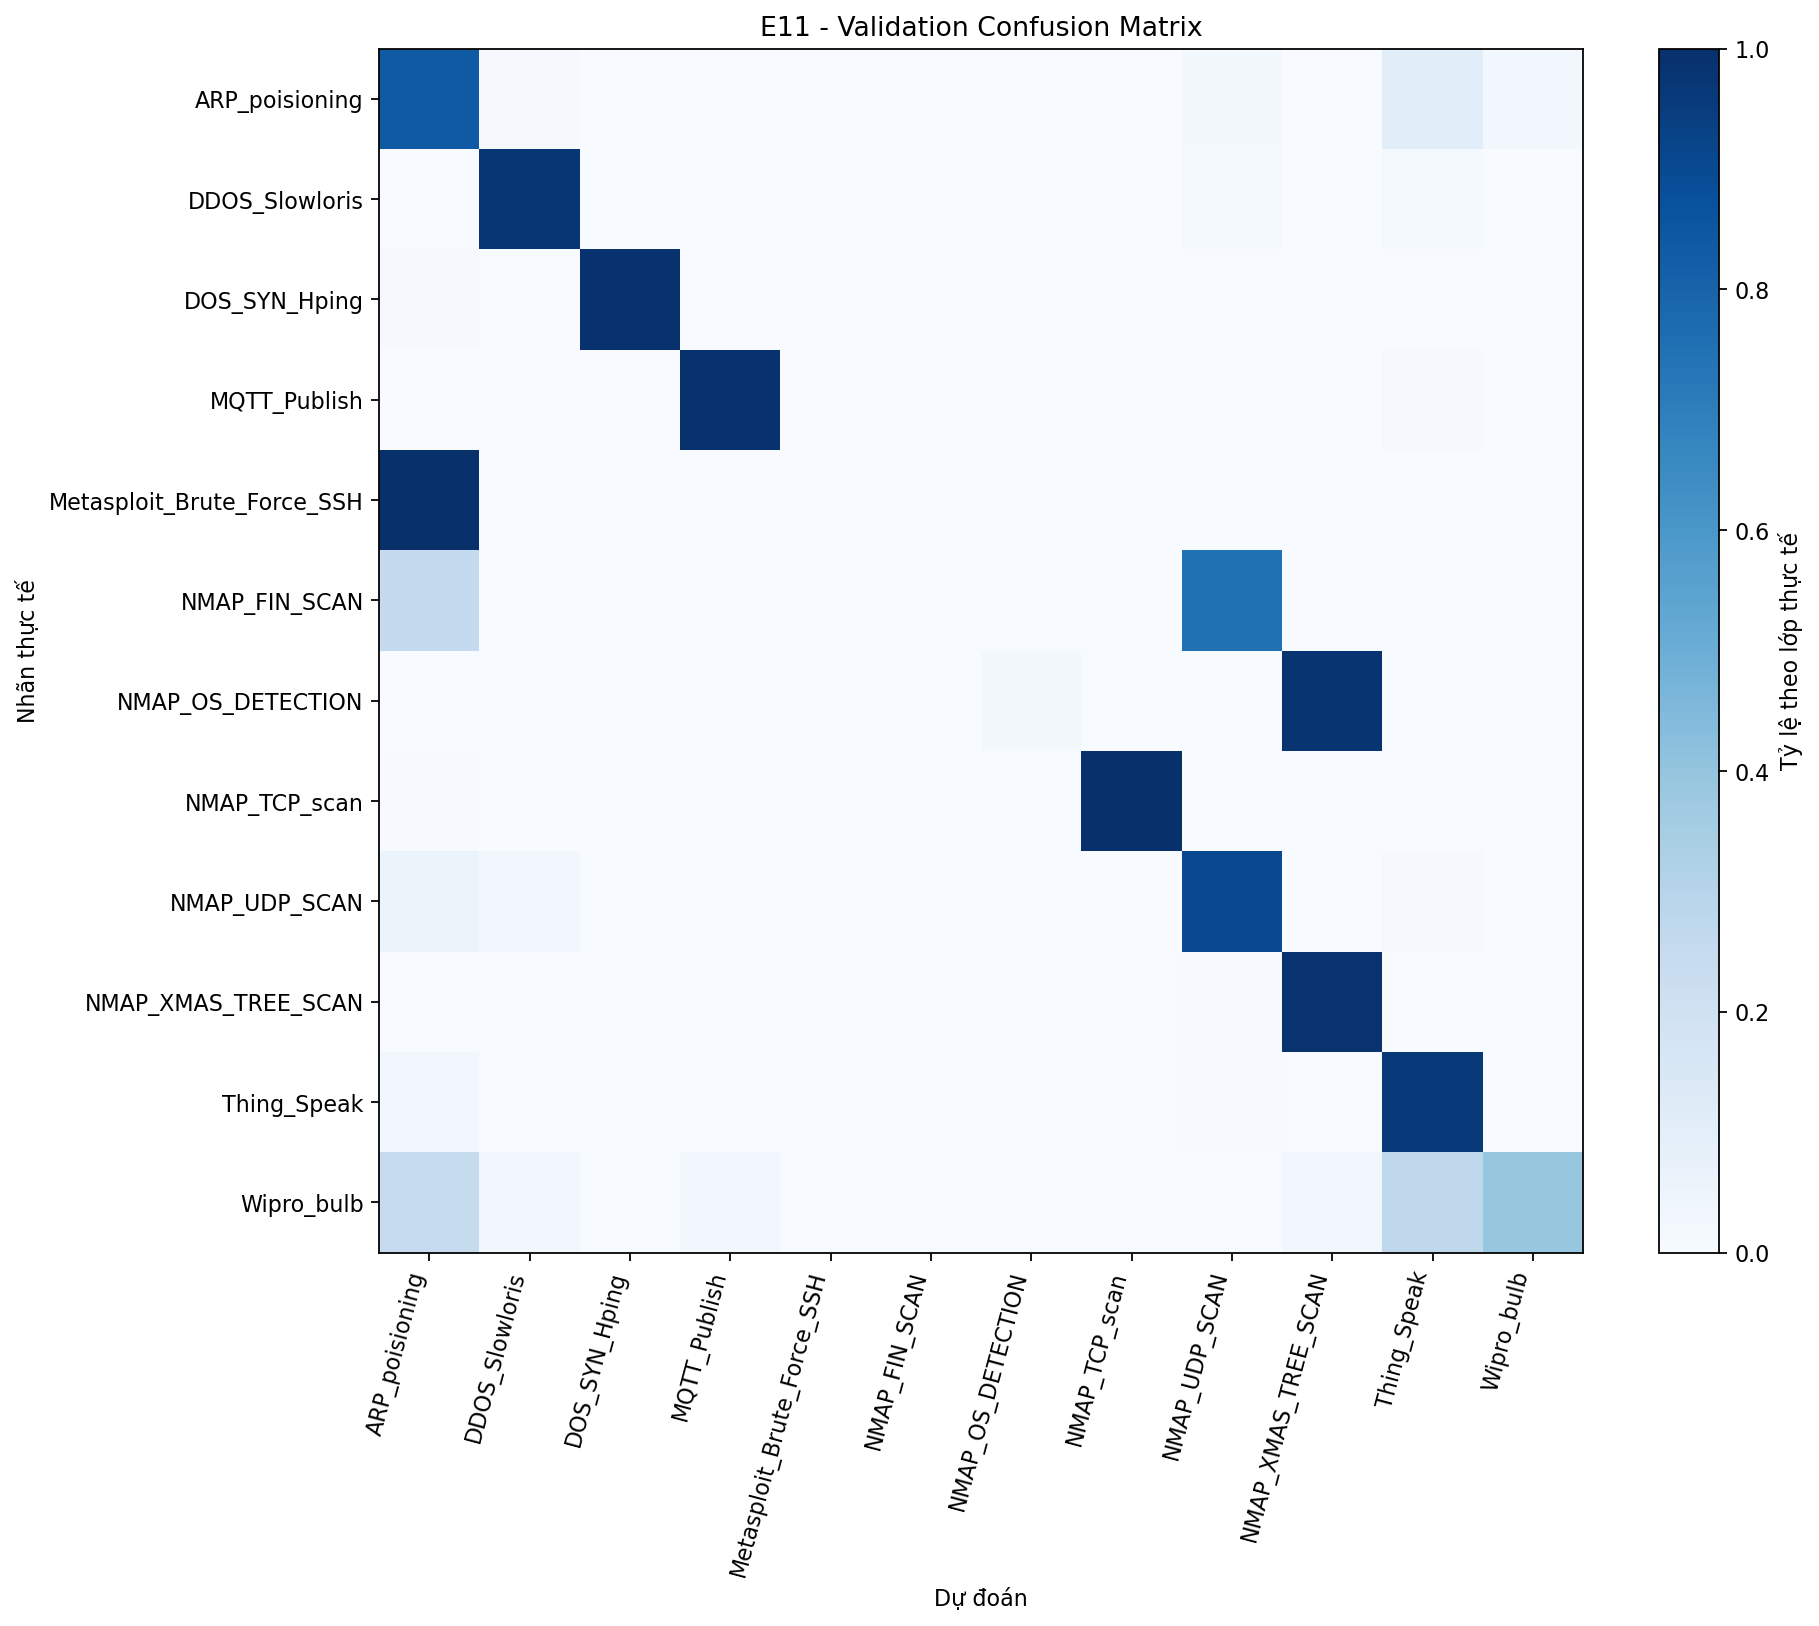 E11 - Validation Confusion Matrix
ARP_poisioning
DDOS_Slowloris
DOS_SYN_Hping
MQTT_Publish
Metasploit_Brute_Force_SSH
NMAP_FIN_SCAN
NMAP_OS_DETECTION
NMAP_TCP_scan
NMAP_UDP_SCAN
NMAP_XMAS_TREE_SCAN
Thing_Speak
Wipro_bulb
Nhãn thực tế
ARP_poisioning
DDOS_Slowloris
DOS_SYN_Hping
MQTT_Publish
Metasploit_Brute_Force_SSH
NMAP_FIN_SCAN
NMAP_OS_DETECTION
NMAP_TCP_scan
NMAP_UDP_SCAN
NMAP_XMAS_TREE_SCAN
Thing_Speak
Wipro_bulb
Dự đoán
1.0
0.8
0.6
0.4
0.2
0.0
Tỷ lệ theo lớp thực tế